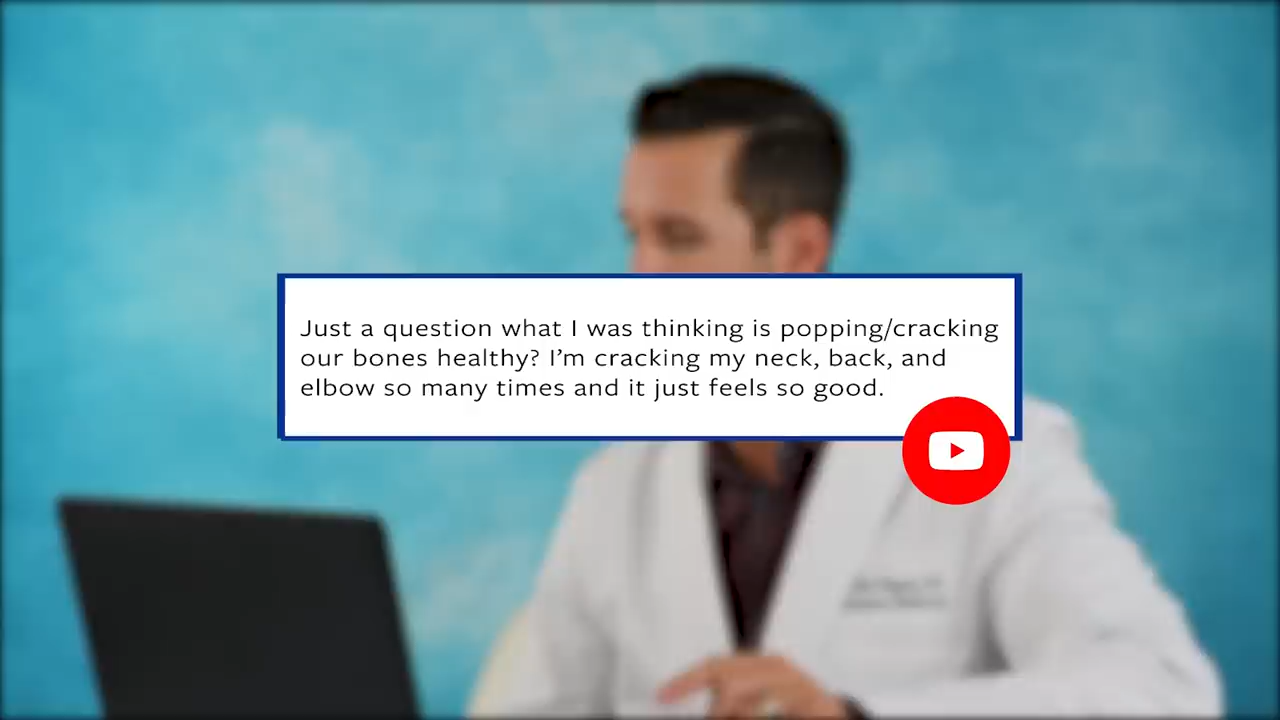 Just a question what I was thinking is popping/cracking
our bones healthy? I’m cracking my neck, back, and
elbow so many times and it just feels so good.